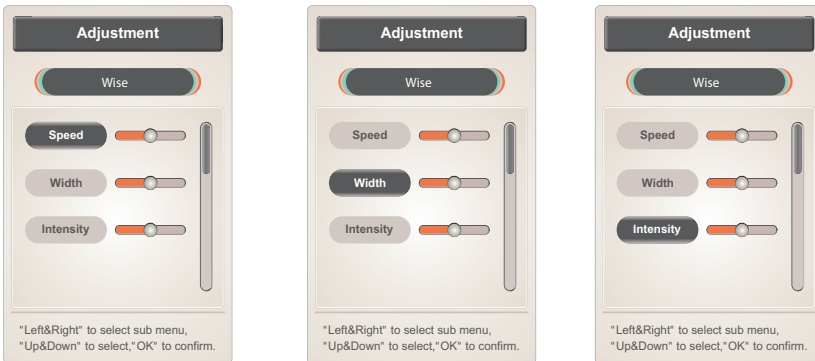 Adjustment
Wise
Speed
Width
Intensity
"Left&Right" to select sub menu,
"Up&Down" to select,"OK" to confirm.
Adjustment
Wise
Speed
Width
Intensity
"Left&Right" to select sub menu,
"Up&Down" to select,"OK" to confirm.
Adjustment
Wise
Speed
Width
Intensity
"Left&Right" to select sub menu,
"Up&Down" to select,"OK" to confirm.